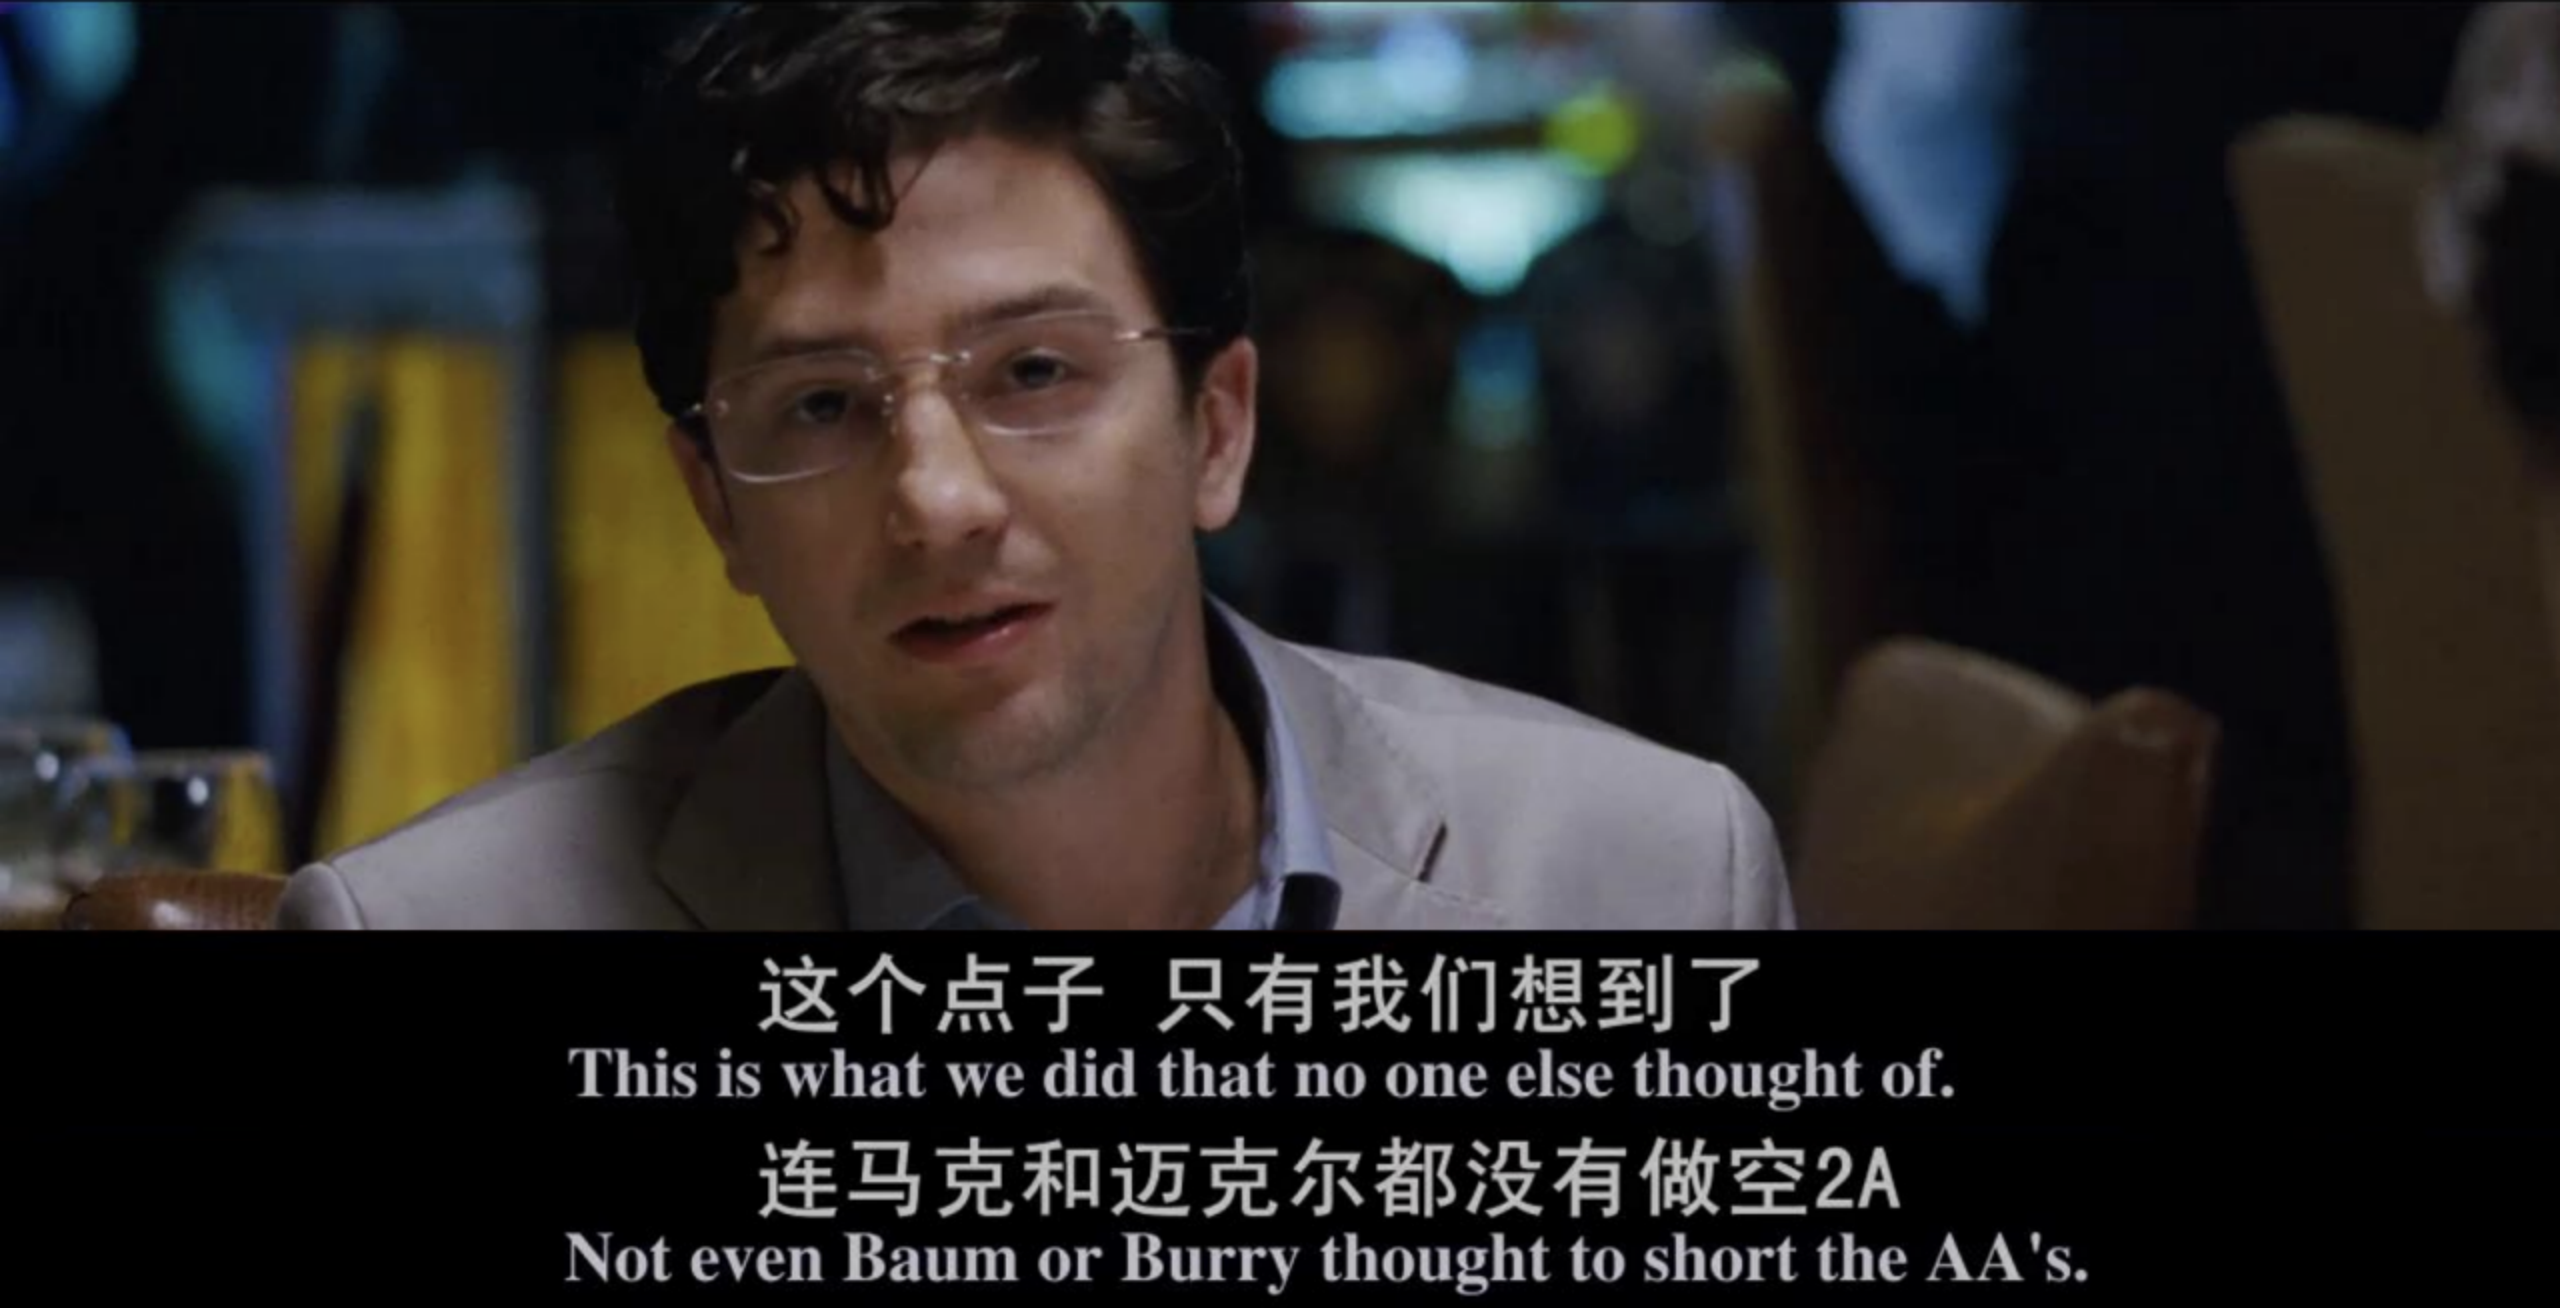 这个点子 只有我们想到了
This is what we did that no one else thought of.
连马克和迈克尔都没有做空2A
Not even Baum or Burry thought to short the AA's.